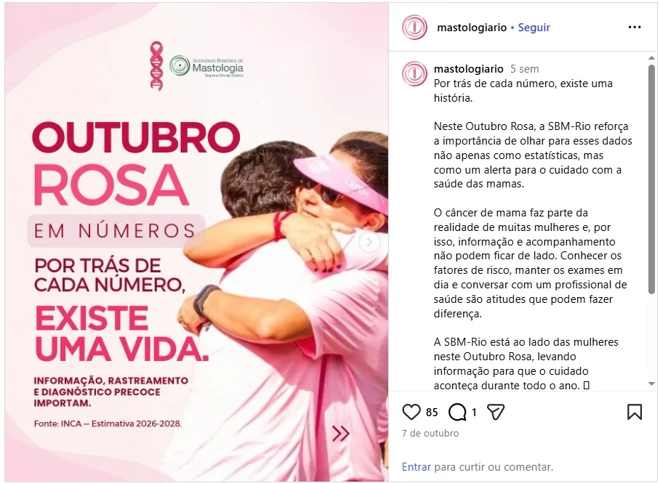 Sociedade Brasileira de
Mastologia
Regional Rio de Janeiro
OUTUBRO
ROSA
EM NÚMEROS
POR TRÁS DE
CADA NÚMERO,
EXISTE
UMA VIDA.
INFORMAÇÃO, RASTREAMENTO
E DIAGNÓSTICO PRECOCE
IMPORTAM.
Fonte: INCA — Estimativa 2026-2028.
mastologiario • Seguir
mastologiario 5 sem
Por trás de cada número, existe uma
história.
Neste Outubro Rosa, a SBM-Rio reforça
a importância de olhar para esses dados
não apenas como estatísticas, mas
como um alerta para o cuidado com a
saúde das mamas.
O câncer de mama faz parte da
realidade de muitas mulheres e, por
isso, informação e acompanhamento
não podem ficar de lado. Conhecer os
fatores de risco, manter os exames em
dia e conversar com um profissional de
saúde são atitudes que podem fazer
diferença.
A SBM-Rio está ao lado das mulheres
neste Outubro Rosa, levando
informação para que o cuidado
aconteça durante todo o ano.
85 1
7 de outubro
Entrar para curtir ou comentar.